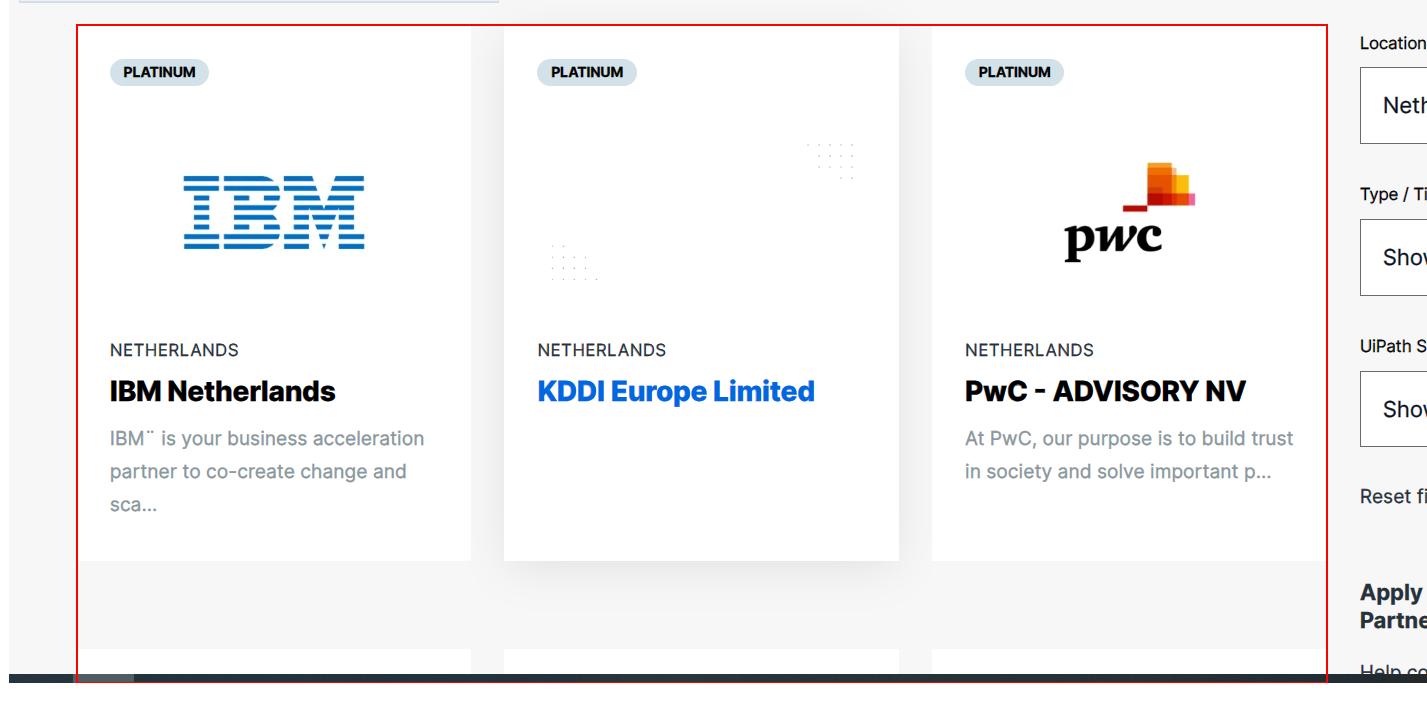 PLATINUM
IBM
NETHERLANDS
IBM Netherlands
IBM¨ is your business acceleration
partner to co-create change and
sca...
PLATINUM
NETHERLANDS
KDDI Europe Limited
PLATINUM
pwc
NETHERLANDS
PwC - ADVISORY NV
At PwC, our purpose is to build trust
in society and solve important p...
Location
Neth
Type / Ti
Show
UiPath S
Show
Reset fi
Apply
Partne
Help co